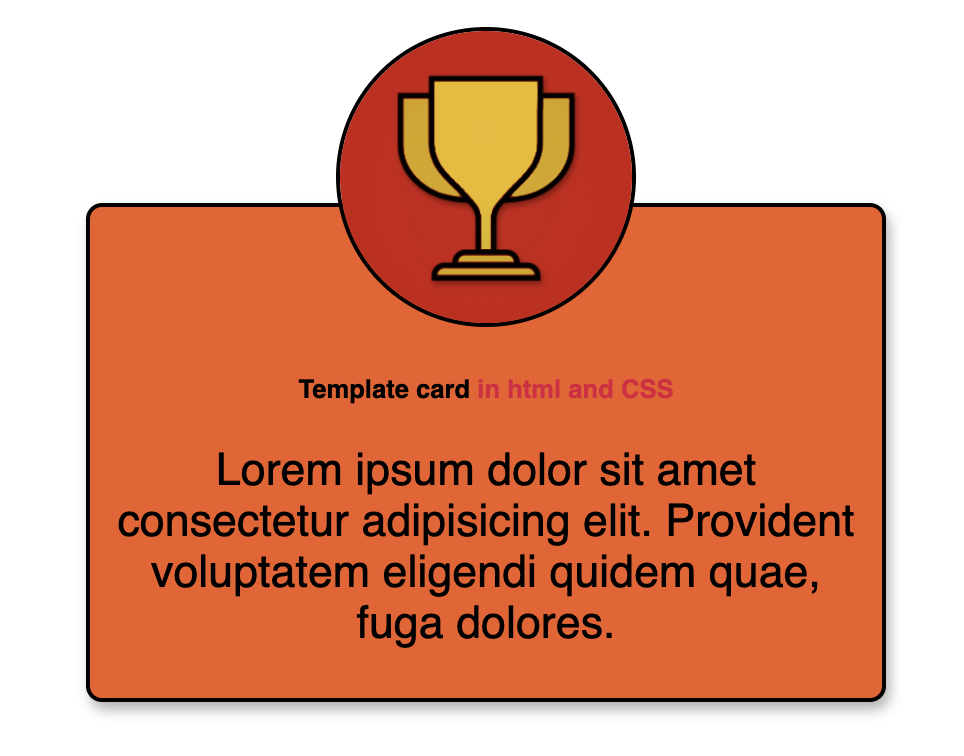 Template card in html and CSS
Lorem ipsum dolor sit amet
consectetur adipisicing elit. Provident
voluptatem eligendi quidem quae,
fuga dolores.